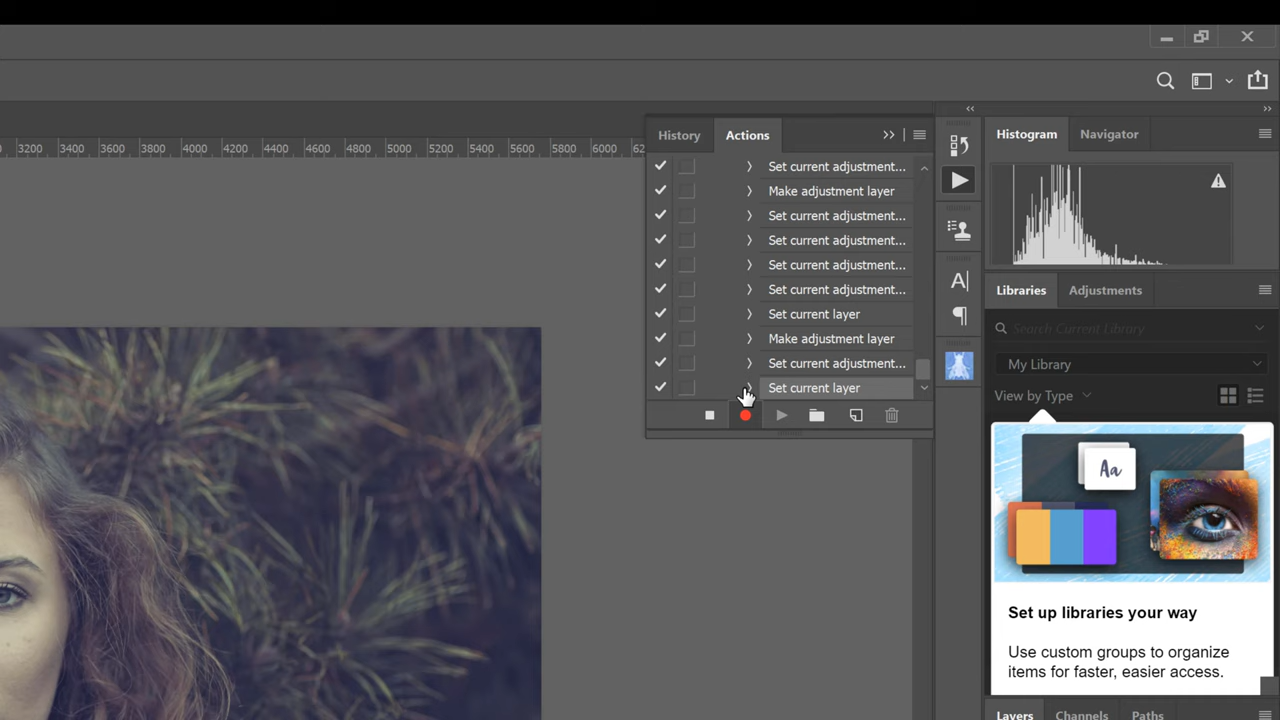 3200 3400 3600 3800 4000 4200 4400 4600 4800 5000 5200 5400 5600 5800 6000
History Actions
Set current adjustment...
Make adjustment layer
Set current adjustment...
Set current adjustment...
Set current adjustment...
Set current adjustment...
Set current layer
Make adjustment layer
Set current adjustment...
Set current layer
A
Histogram Navigator
Libraries Adjustments
Search Current Library
My Library
View by Type
Aa
Set up libraries your way
Use custom groups to organize
items for faster, easier access.
Layers Channels Paths